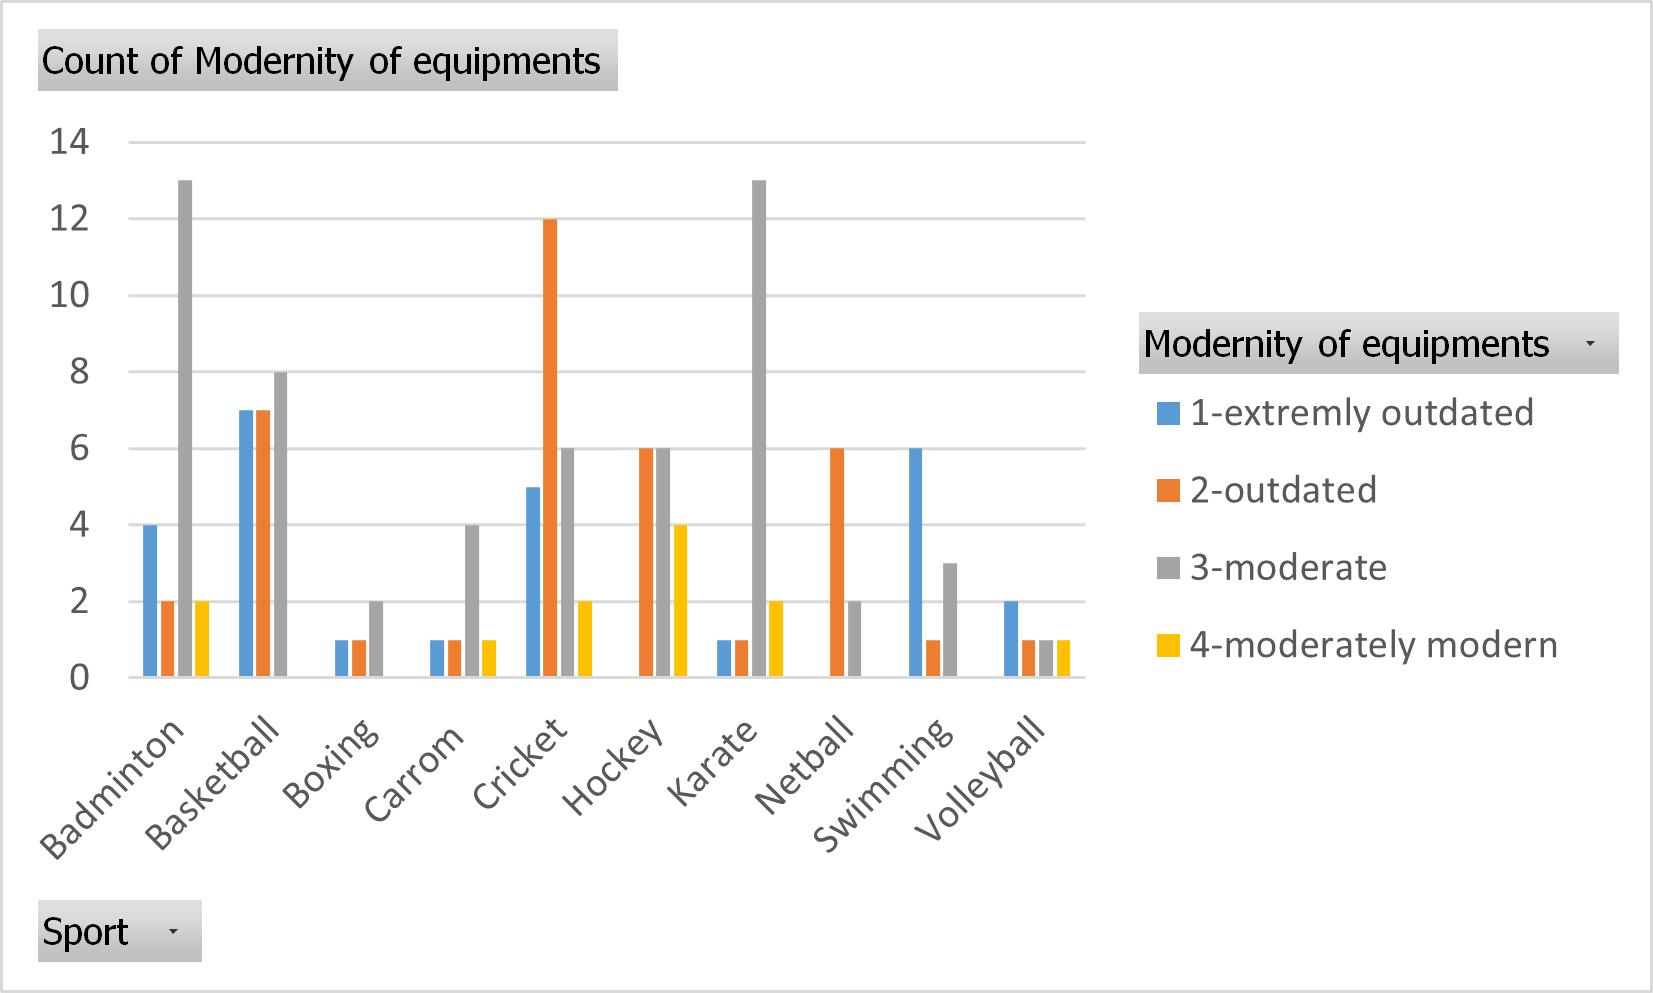 Count of Modernity of equipments
14
12
10
8
6
4
2
0
Badminton
Basketball
Boxing
Carrom
Cricket
Hockey
Karate
Netball
Swimming
Volleyball
Modernity of equipments
1-extremly outdated
2-outdated
3-moderate
4-moderately modern
Sport